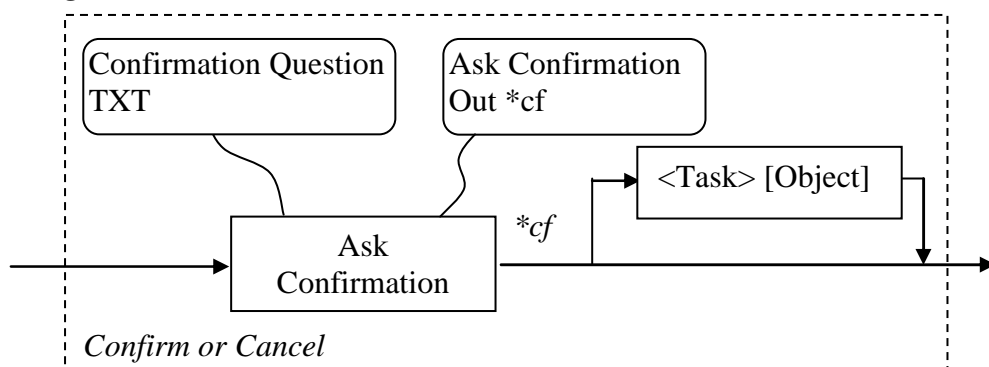 Confirmation Question
TXT
Ask Confirmation
Out *cf
<Task> [Object]
*cf
Ask
Confirmation
Confirm or Cancel